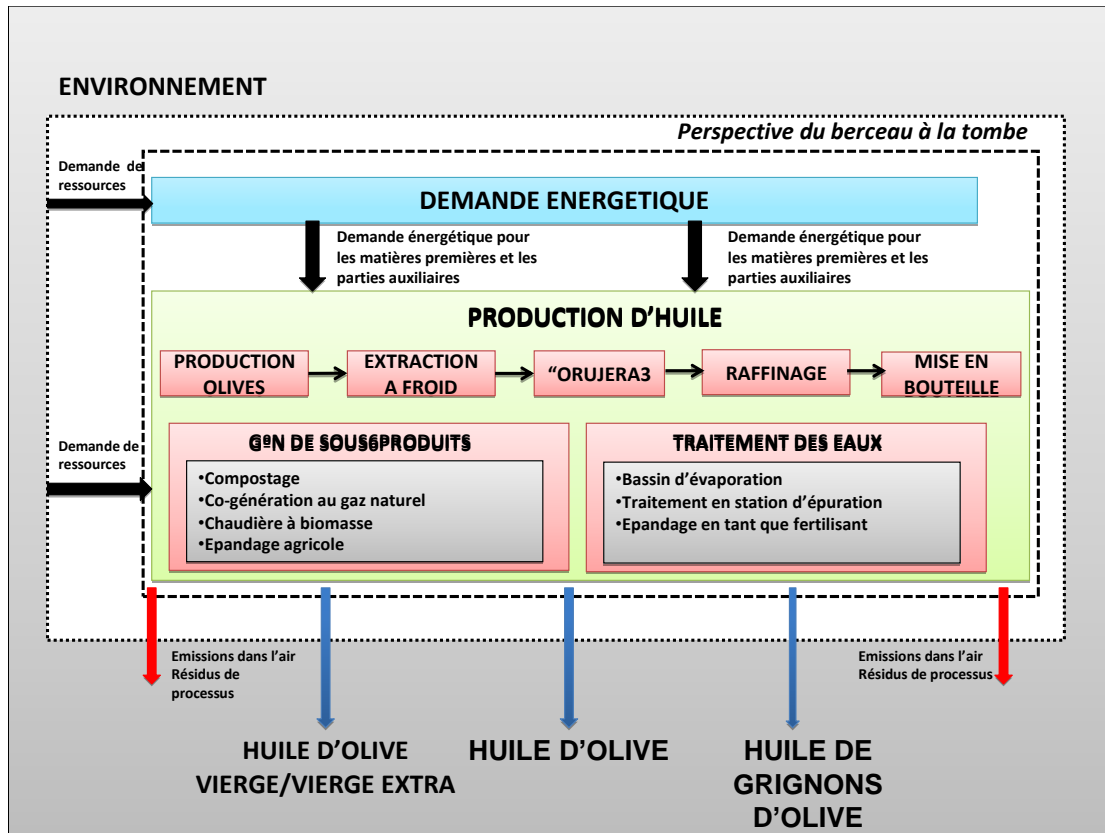 ENVIRONNEMENT
Perspective du berceau à la tombe
Demande de
ressources
DEMANDE ENERGETIQUE
Demande énergétique pour
les matières premières et les
parties auxiliaires
Demande énergétique pour
les matières premières et les
parties auxiliaires
PRODUCTION D’HUILE
PRODUCTION
OLIVES
EXTRACTION
A FROID
“ORUJERA3
RAFFINAGE
MISE EN
BOUTEILLE
Demande de
ressources
GºN DE SOUS6PRODUITS
•Compostage
•Co-génération au gaz naturel
•Chaudière à biomasse
•Epandage agricole
TRAITEMENT DES EAUX
•Bassin d’évaporation
•Traitement en station d’épuration
•Epandage en tant que fertilisant
Emissions dans l’air
Résidus de
processus
Emissions dans l’air
Résidus de processus
HUILE D’OLIVE
VIERGE/VIERGE EXTRA
HUILE D’OLIVE
HUILE DE
GRIGNONS
D’OLIVE